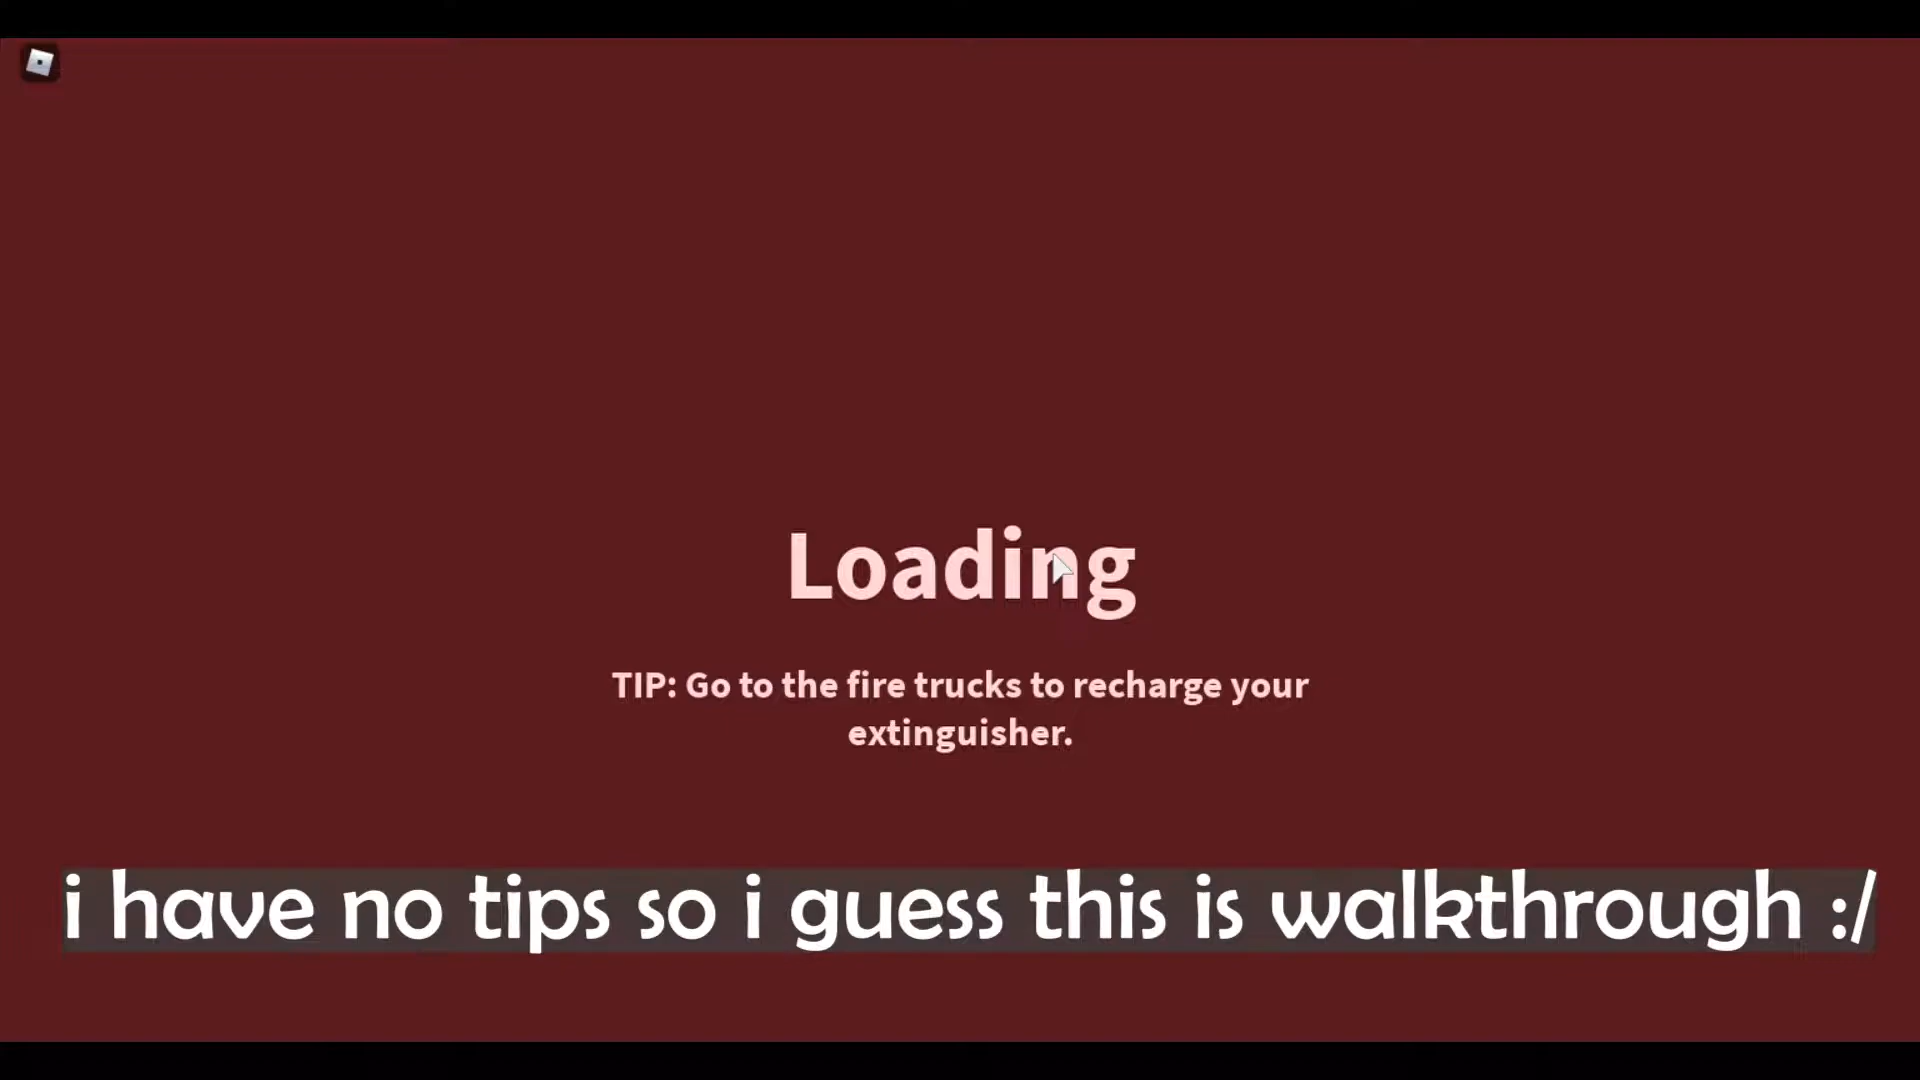 Loading
TIP: Go to the fire trucks to recharge your
extinguisher.
i have no tips so i guess this is walkthrough :/